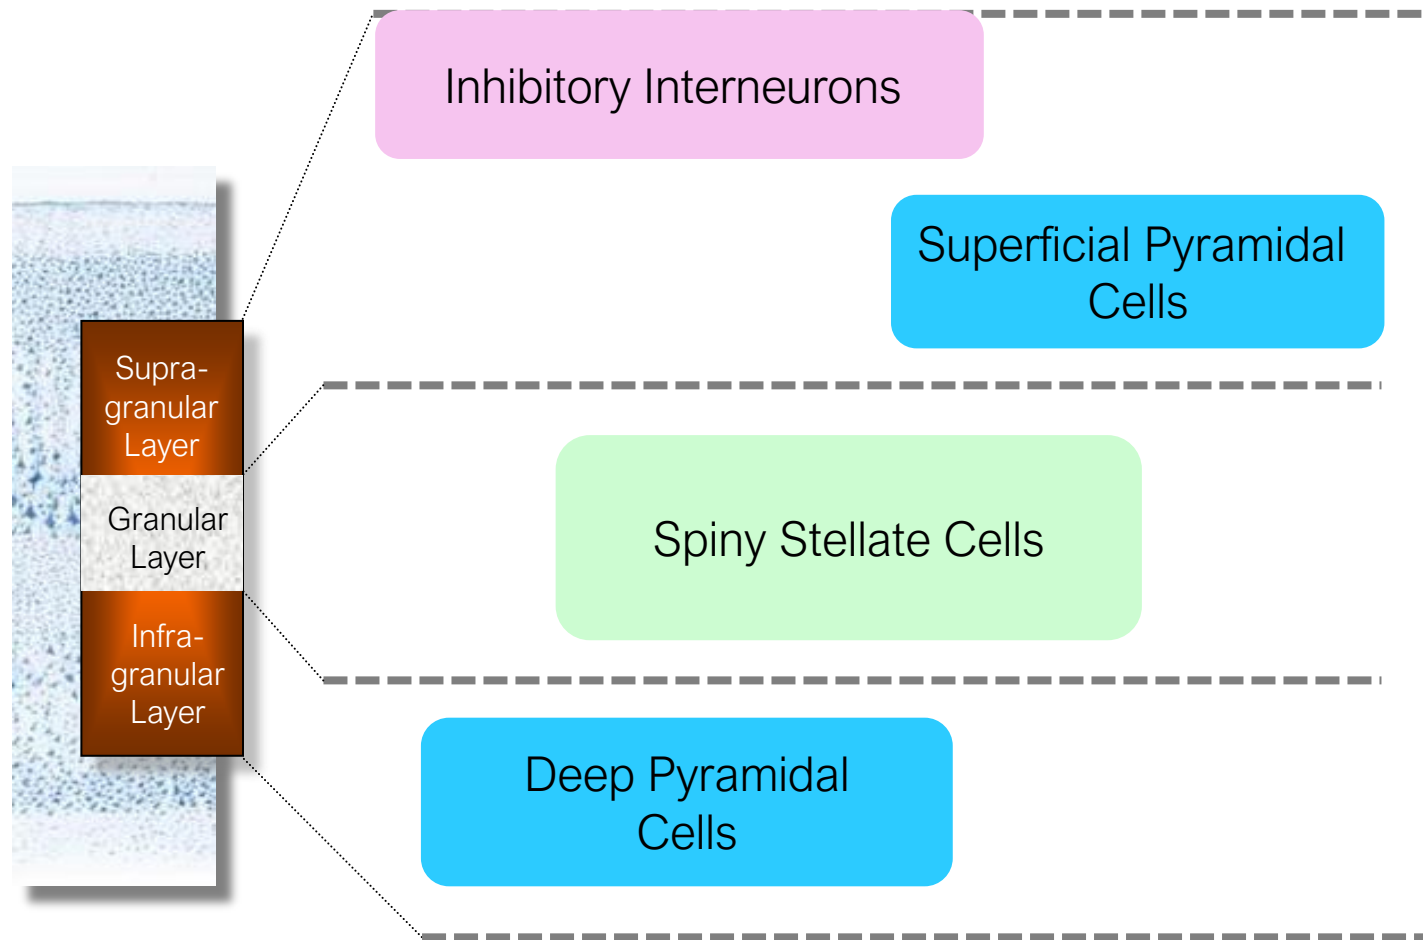 Inhibitory Interneurons
Superficial Pyramidal
Cells
Supra-
granular
Layer
Granular
Layer
Spiny Stellate Cells
Infra-
granular
Layer
Deep Pyramidal
Cells